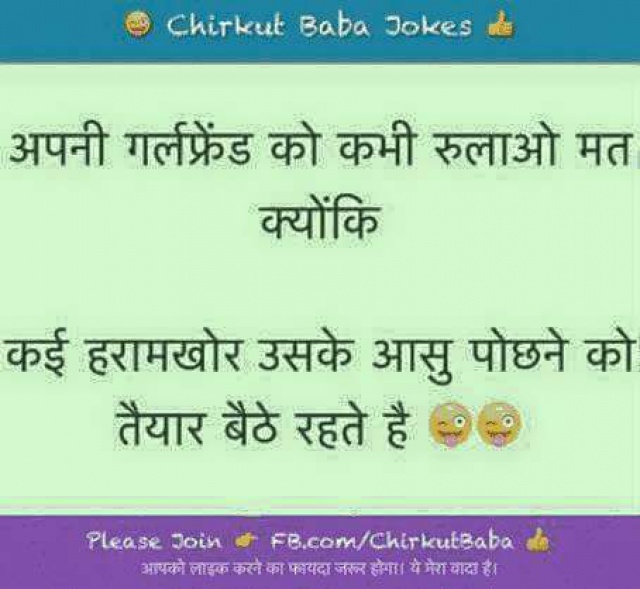 😜 Chirkut Baba Jokes 👍
अपनी गर्लफ्रेंड को कभी रुलाओ मत
क्योंकि
कई हरामखोर उसके आसु पोछने को
तैयार बैठे रहते है 😜😜
Please Join 👉 FB.com/ChirkutBaba 👍
आपको लाइक करने का फायदा जरूर होगा। ये मेरा वादा है।